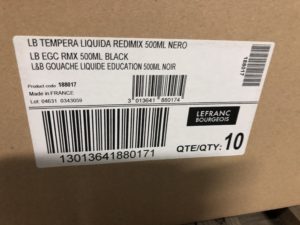 LB TEMPERA LIQUIDA REDIMIX 500ML NERO
LB EGC RMX 500ML BLACK
L&B GOUACHE LIQUIDE EDUCATION 500ML NOIR
Product code: 188017
Made in FRANCE
Lot: 04631 0343059
3 013641 880174
188017
LEFRANC
BOURGEOIS
QTE/QTY: 10
13013641880171